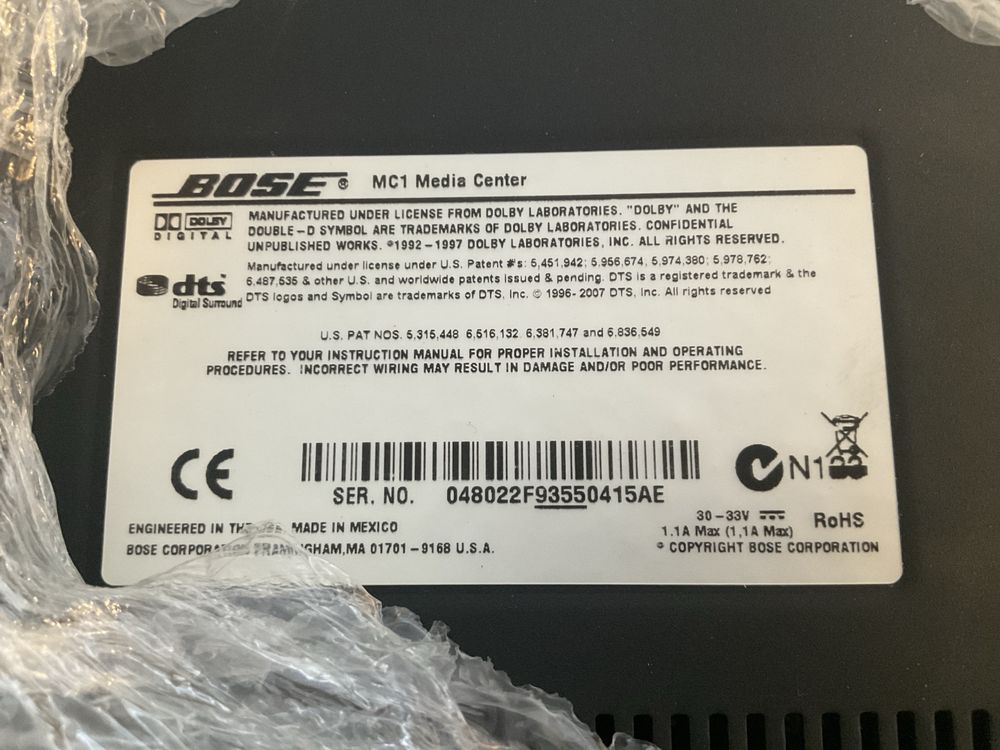 BOSE® MC1 Media Center
DOLBY
DIGITAL
MANUFACTURED UNDER LICENSE FROM DOLBY LABORATORIES. "DOLBY" AND THE
DOUBLE-D SYMBOL ARE TRADEMARKS OF DOLBY LABORATORIES. CONFIDENTIAL
UNPUBLISHED WORKS. ©1992-1997 DOLBY LABORATORIES, INC. ALL RIGHTS RESERVED.
dts
Digital Surround
Manufactured under license under U.S. Patent #'s: 5,451,942; 5,956,674; 5,974,380; 5,978,762;
6,487,535 & other U.S. and worldwide patents issued & pending. DTS is a registered trademark & the
DTS logos and Symbol are trademarks of DTS, Inc. © 1996-2007 DTS, Inc. All rights reserved
U.S. PAT NOS. 5,315,448 6,516,132 6,381,747 and 6,836,549
REFER TO YOUR INSTRUCTION MANUAL FOR PROPER INSTALLATION AND OPERATING
PROCEDURES. INCORRECT WIRING MAY RESULT IN DAMAGE AND/OR POOR PERFORMANCE.
CE
SER. NO. 048022F93550415AE
30-33V
1.1A Max (1,1A Max)
RoHS
ENGINEERED IN THE MADE IN MEXICO
BOSE CORPORATION FRAMINGHAM, MA 01701-9168 U.S.A.
© COPYRIGHT BOSE CORPORATION